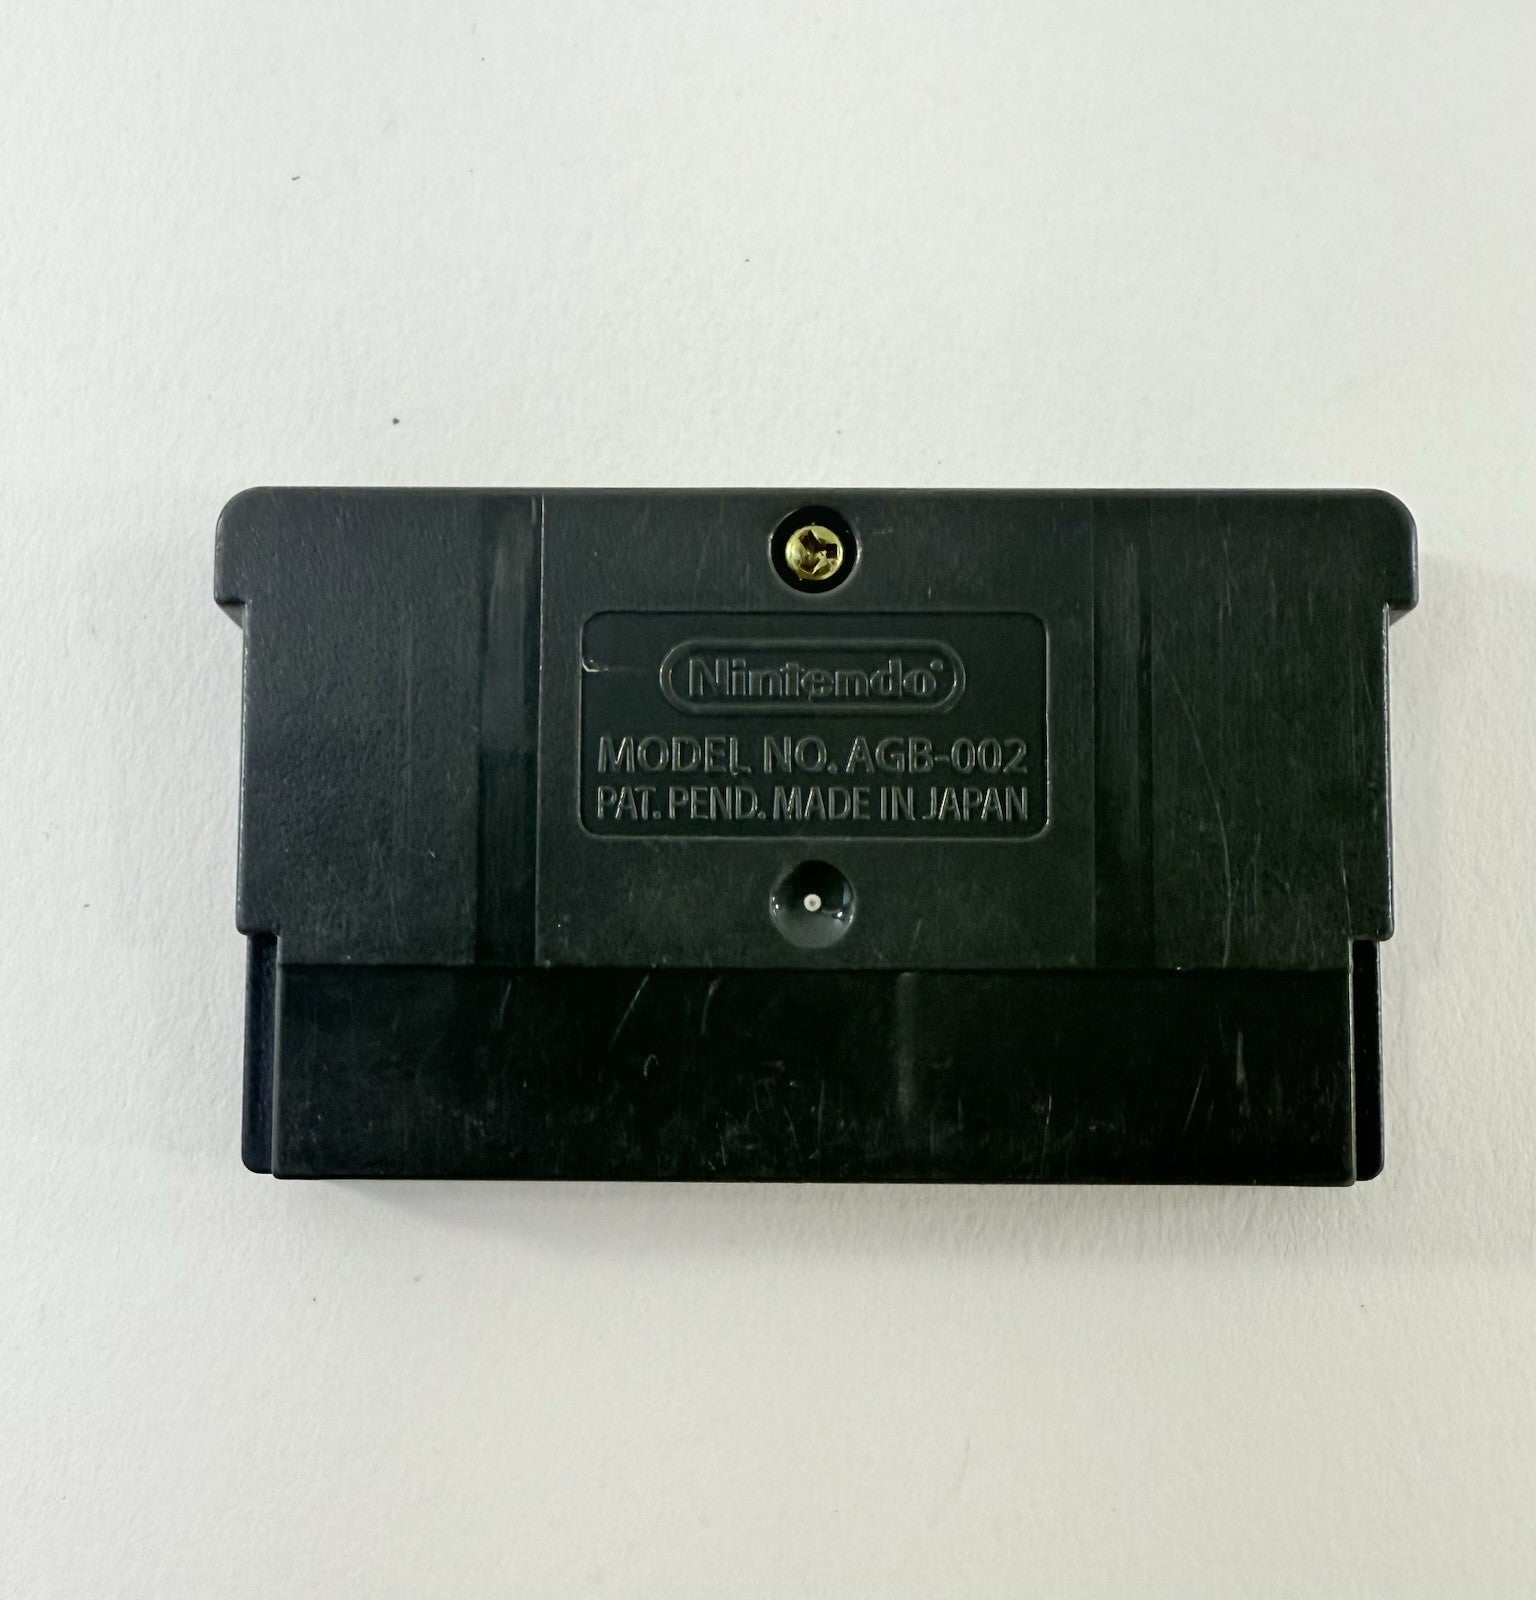 Nintendo®
MODEL NO. AGB-002
PAT. PEND. MADE IN JAPAN